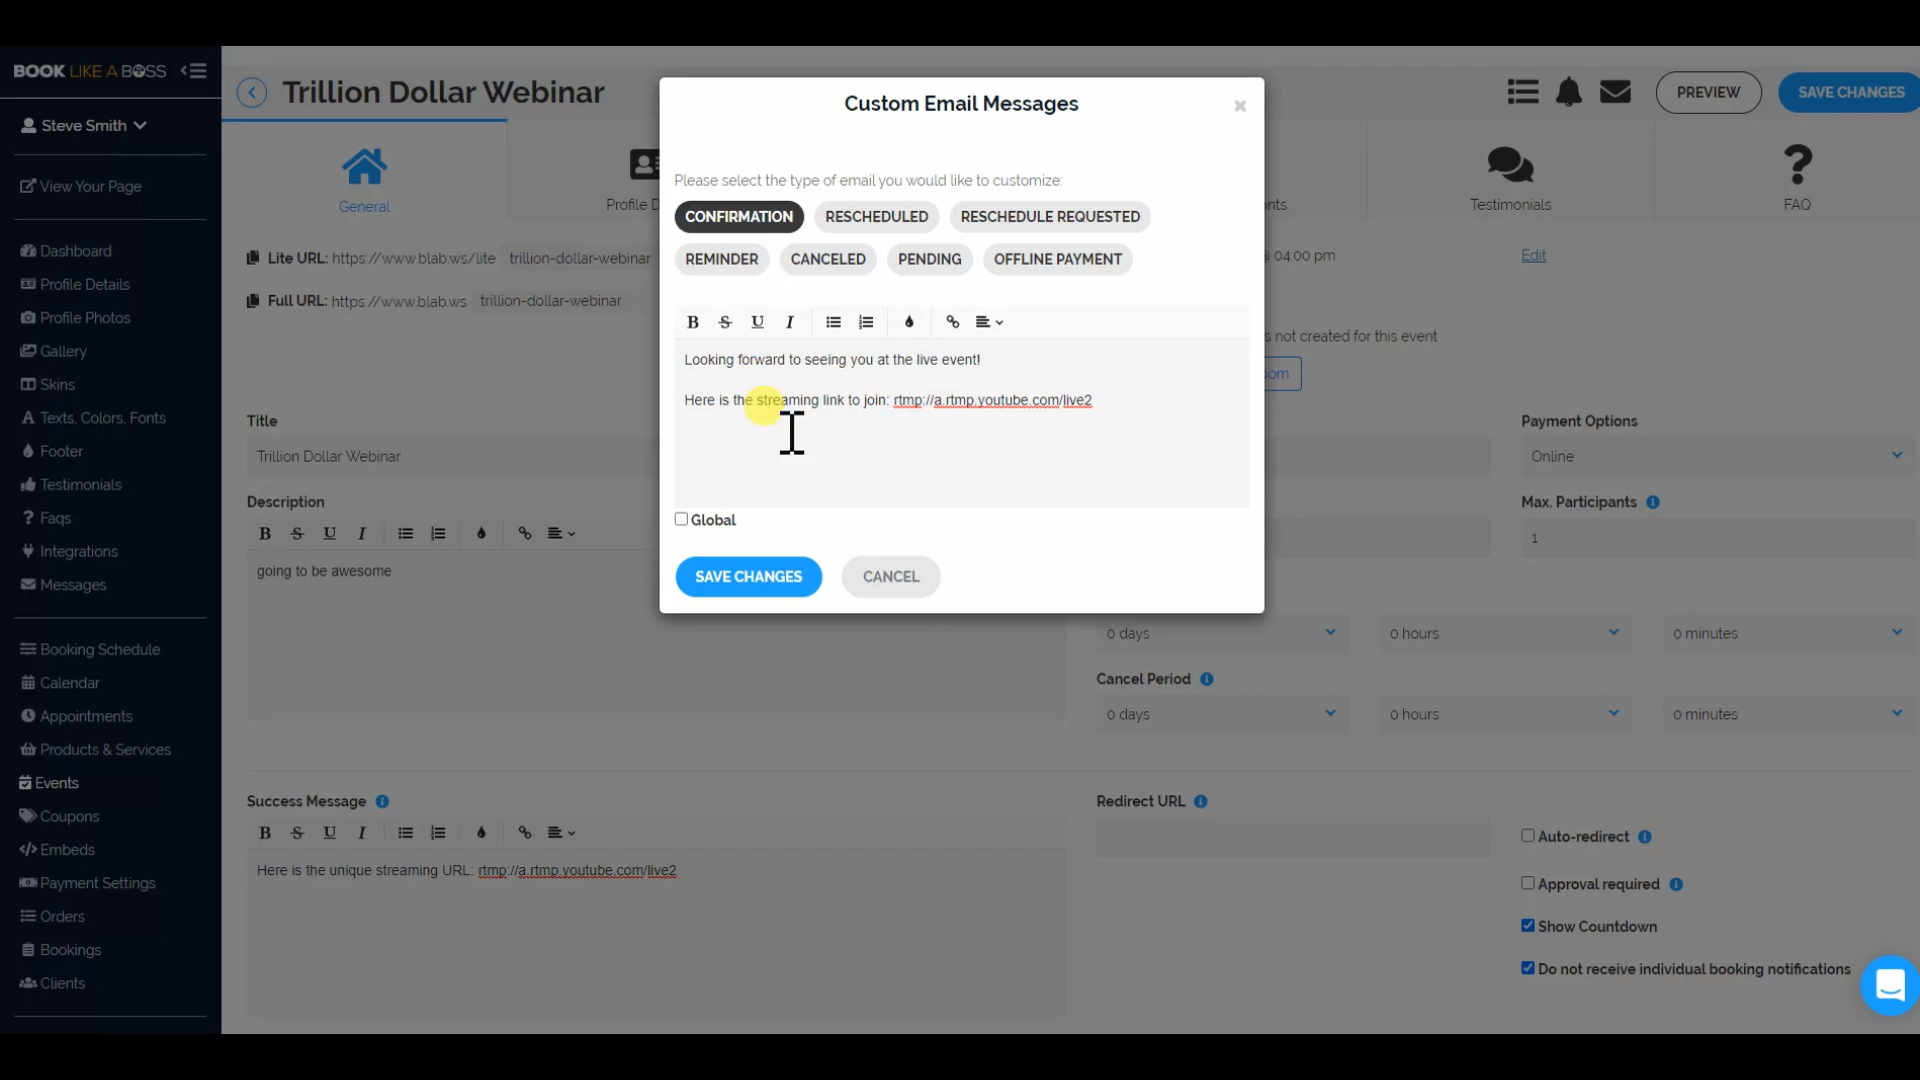 BOOK LIKE A BOSS
Steve Smith
View Your Page
Dashboard
Profile Details
Profile Photos
Gallery
Skins
Texts, Colors, Fonts
Footer
Testimonials
Faqs
Integrations
Messages
Booking Schedule
Calendar
Appointments
Products & Services
Events
Coupons
Embeds
Payment Settings
Orders
Bookings
Clients
Trillion Dollar Webinar
PREVIEW
SAVE CHANGES
General
Profile D
nts
Testimonials
FAQ
Lite URL: https://www.blab.ws/lite trillion-dollar-webinar
Full URL: https://www.blab.ws trillion-dollar-webinar
04:00 pm
Edit
s not created for this event
oom
Title
Trillion Dollar Webinar
Description
B S U I
going to be awesome
Payment Options
Online
Max. Participants
1
0 days
0 hours
0 minutes
Cancel Period
0 days
0 hours
0 minutes
Success Message
B S U I
Here is the unique streaming URL: rtmp://a.rtmp.youtube.com/live2
Redirect URL
Auto-redirect
Approval required
Show Countdown
Do not receive individual booking notifications
Custom Email Messages
×
Please select the type of email you would like to customize:
CONFIRMATION
RESCHEDULED
RESCHEDULE REQUESTED
REMINDER
CANCELED
PENDING
OFFLINE PAYMENT
B S U I
Looking forward to seeing you at the live event!
Here is the streaming link to join: rtmp://a.rtmp.youtube.com/live2
Global
SAVE CHANGES
CANCEL